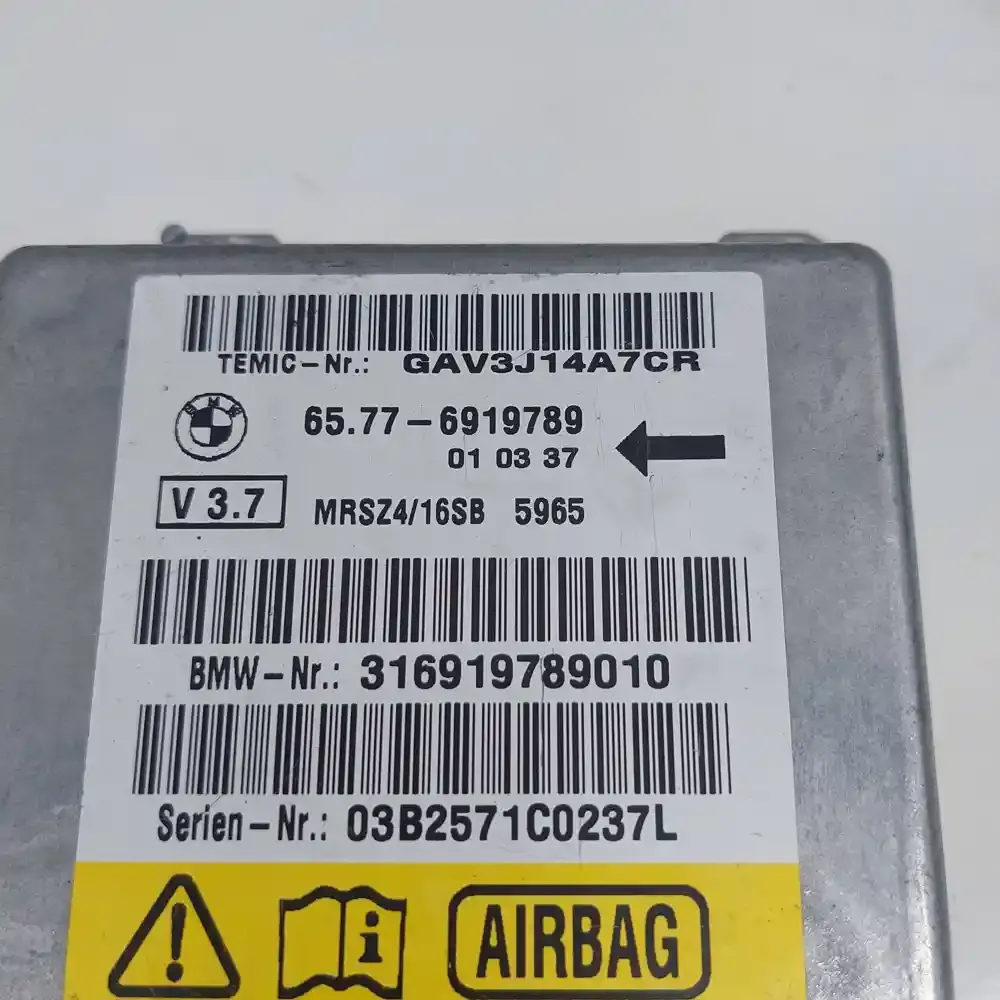 TEMIC-Nr.: GAV3J14A7CR
BMW
65.77-6919789
01 03 37
V 3.7 MRSZ4/16SB 5965
BMW-Nr.: 316919789010
Serien-Nr.: 03B2571C0237L
! i AIRBAG